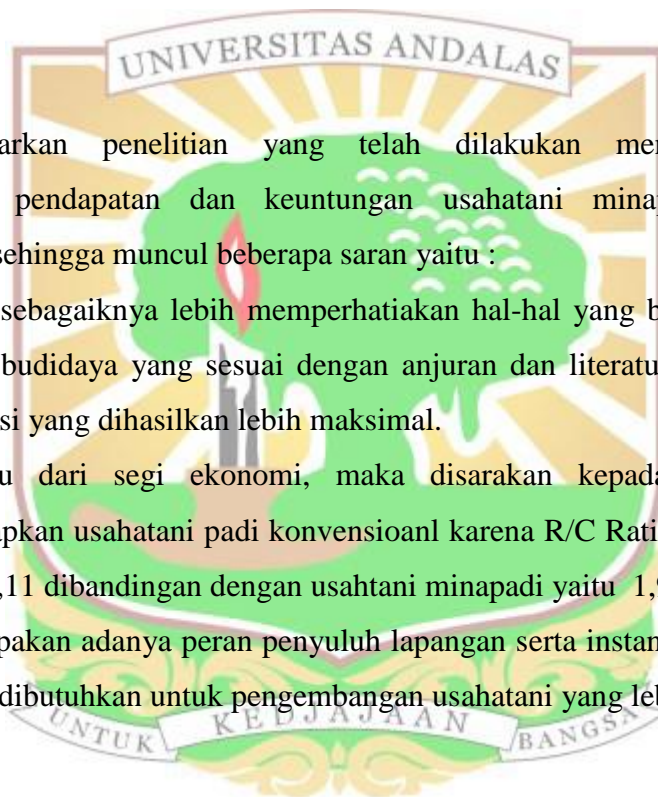 UNIVERSITAS ANDALAS
arkan penelitian yang telah dilakukan men
pendapatan dan keuntungan usahatani minap
sehingga muncul beberapa saran yaitu :
sebagaiknya lebih memperhatiakan hal-hal yang b
budidaya yang sesuai dengan anjuran dan literatu
si yang dihasilkan lebih maksimal.
u dari segi ekonomi, maka disarakan kepada
apkan usahatani padi konvensioanl karena R/C Rati
,11 dibandingan dengan usahtani minapadi yaitu 1,9
pakan adanya peran penyuluh lapangan serta instan
dibutuhkan untuk pengembangan usahatani yang leb
UNTUK KEDJAJAAN BANGSA